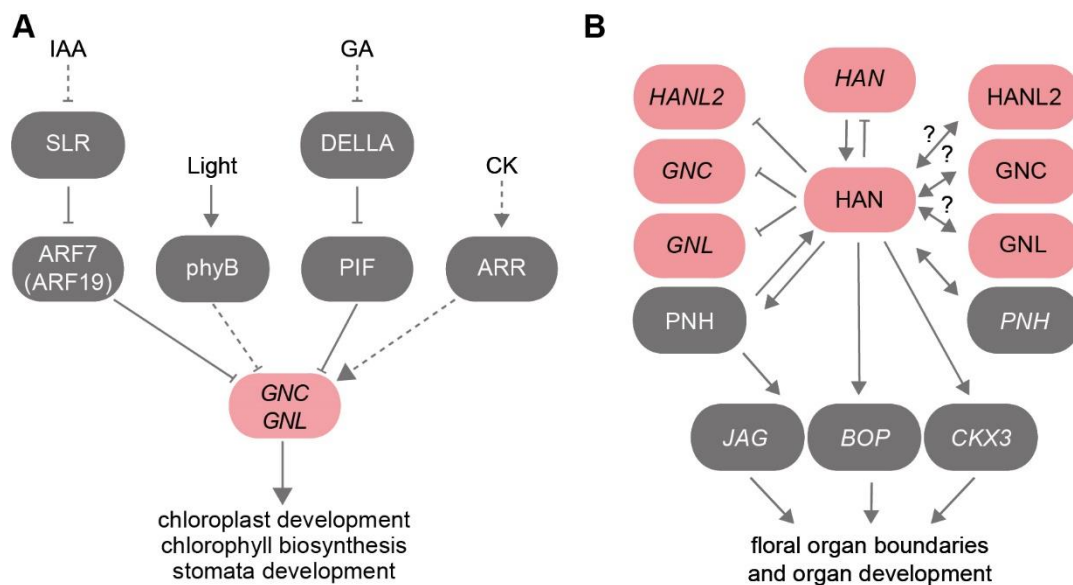 A
IAA
GA
SLR
DELLA
Light
CK
ARF7
(ARF19)
phyB
PIF
ARR
GNC
GNL
chloroplast development
chlorophyll biosynthesis
stomata development
B
HANL2
HAN
HANL2
?
GNC
?
GNC
HAN
?
GNL
GNL
PNH
PNH
JAG
BOP
CKX3
floral organ boundaries
and organ development